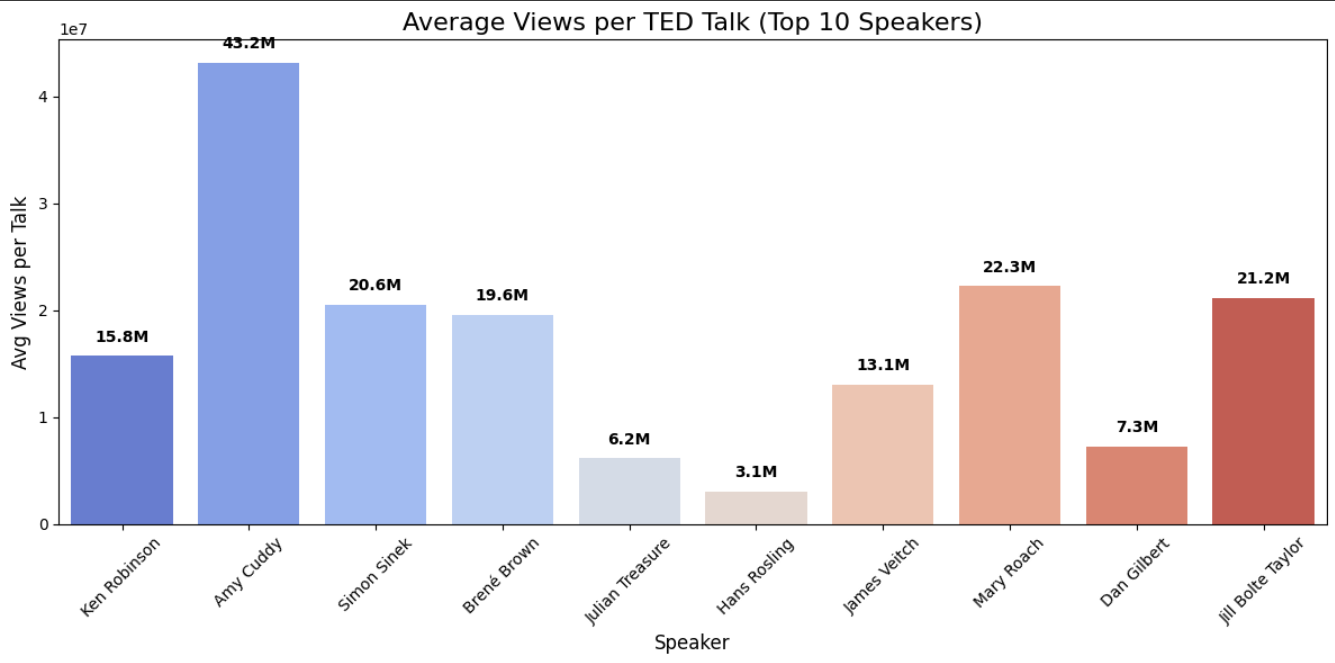 Average Views per TED Talk (Top 10 Speakers)
1e7
43.2M
4
Avg Views per Talk
3
22.3M
21.2M
20.6M
19.6M
2
15.8M
13.1M
1
7.3M
6.2M
3.1M
0
Ken Robinson
Amy Cuddy
Simon Sinek
Brené Brown
Julian Treasure
Hans Rosling
James Veitch
Mary Roach
Dan Gilbert
Jill Bolte Taylor
Speaker